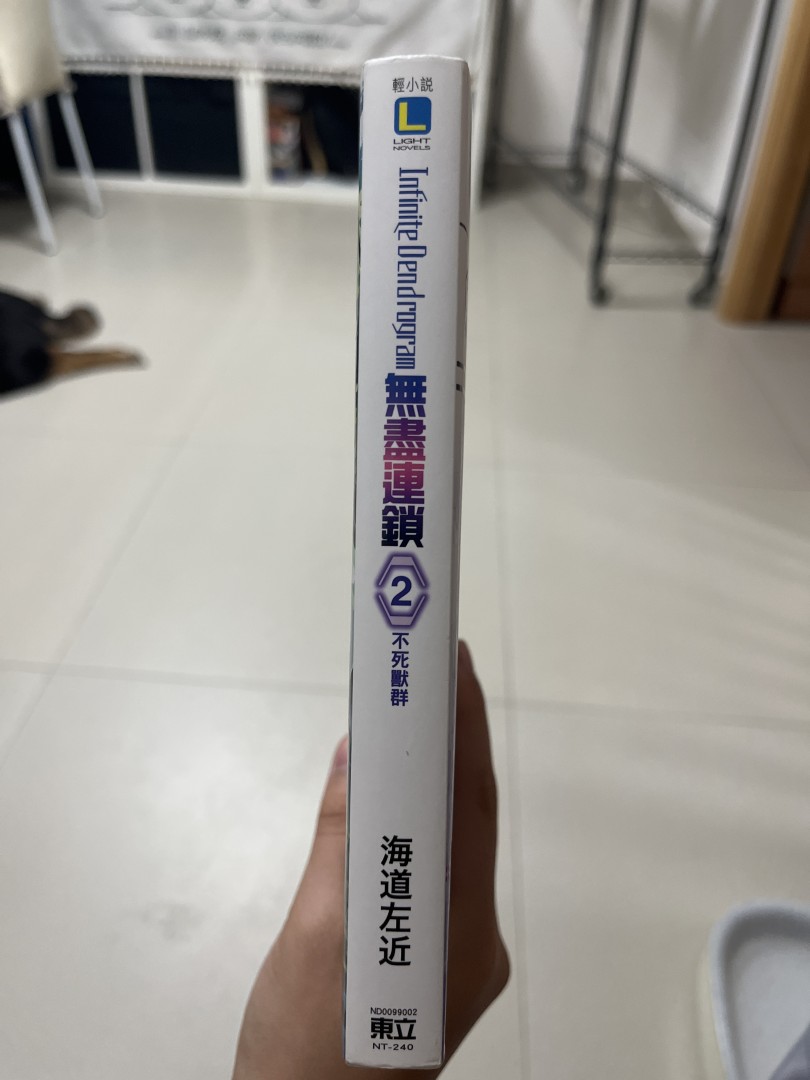 輕小説
L
LIGHT
NOVELS
Infinite Dendrogram
無盡連鎖
2
不死獸群
海道左近
ND0099002
東立
NT-240